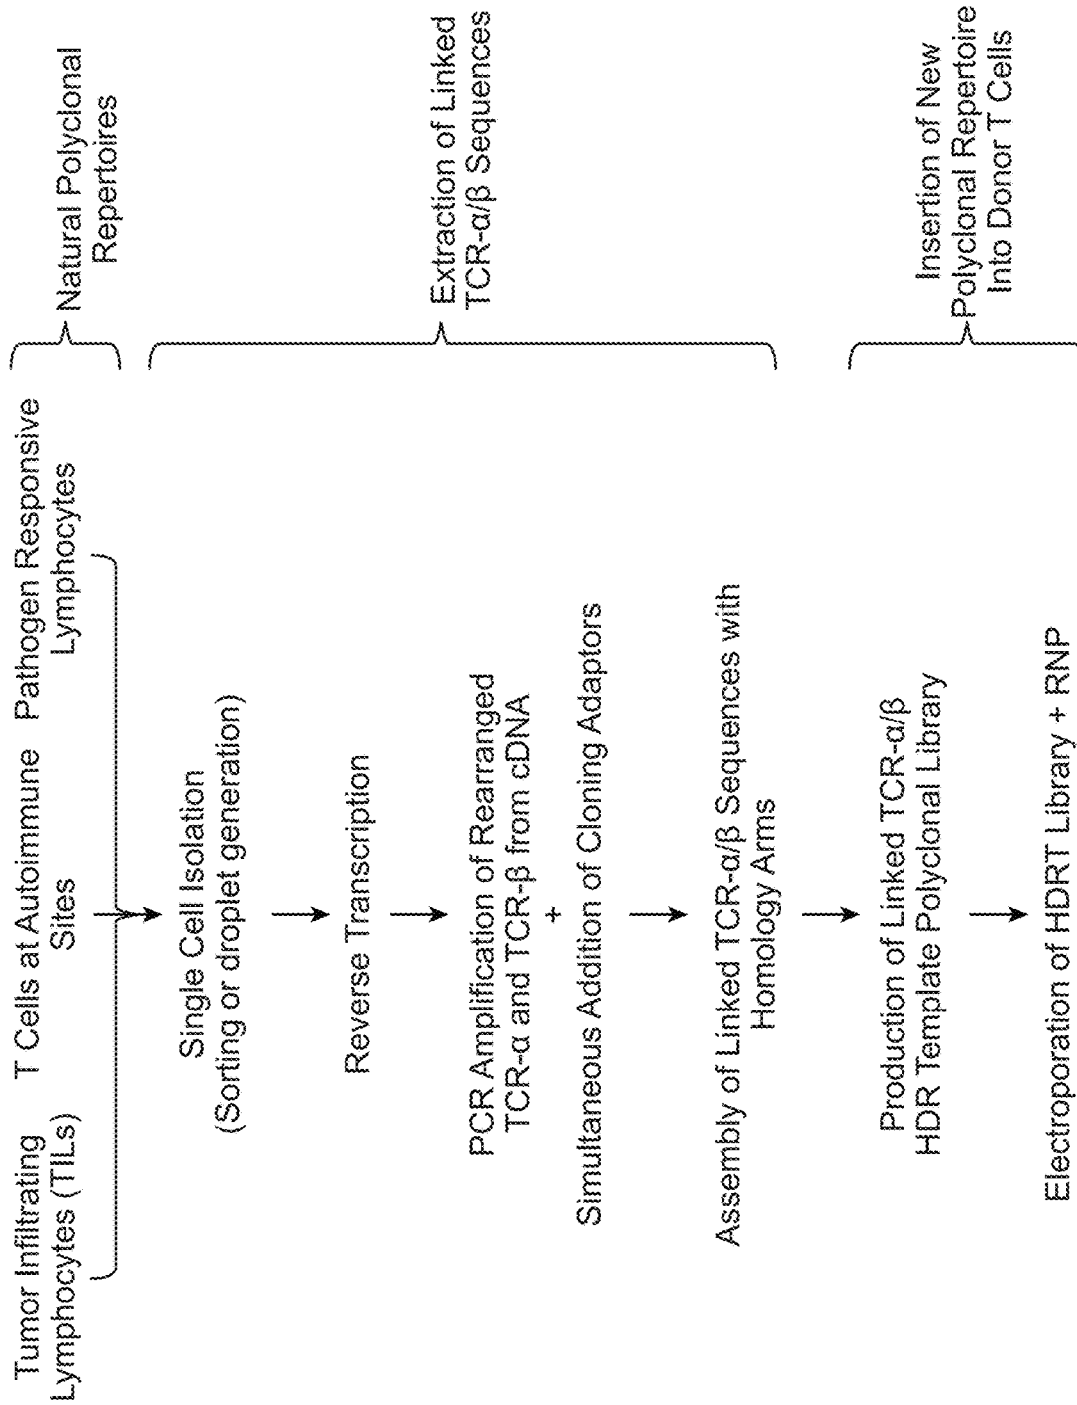 Tumor Infiltrating
Lymphocytes (TILs)
T Cells at Autoimmune
Sites
Pathogen Responsive
Lymphocytes
Natural Polyclonal
Repertoires
Single Cell Isolation
(Sorting or droplet generation)
Reverse Transcription
PCR Amplification of Rearranged
TCR-α and TCR-β from cDNA
+
Simultaneous Addition of Cloning Adaptors
Assembly of Linked TCR-α/β Sequences with
Homology Arms
Extraction of Linked
TCR-α/β Sequences
Production of Linked TCR-α/β
HDR Template Polyclonal Library
Electroporation of HDRT Library + RNP
Insertion of New
Polyclonal Repertoire
Into Donor T Cells